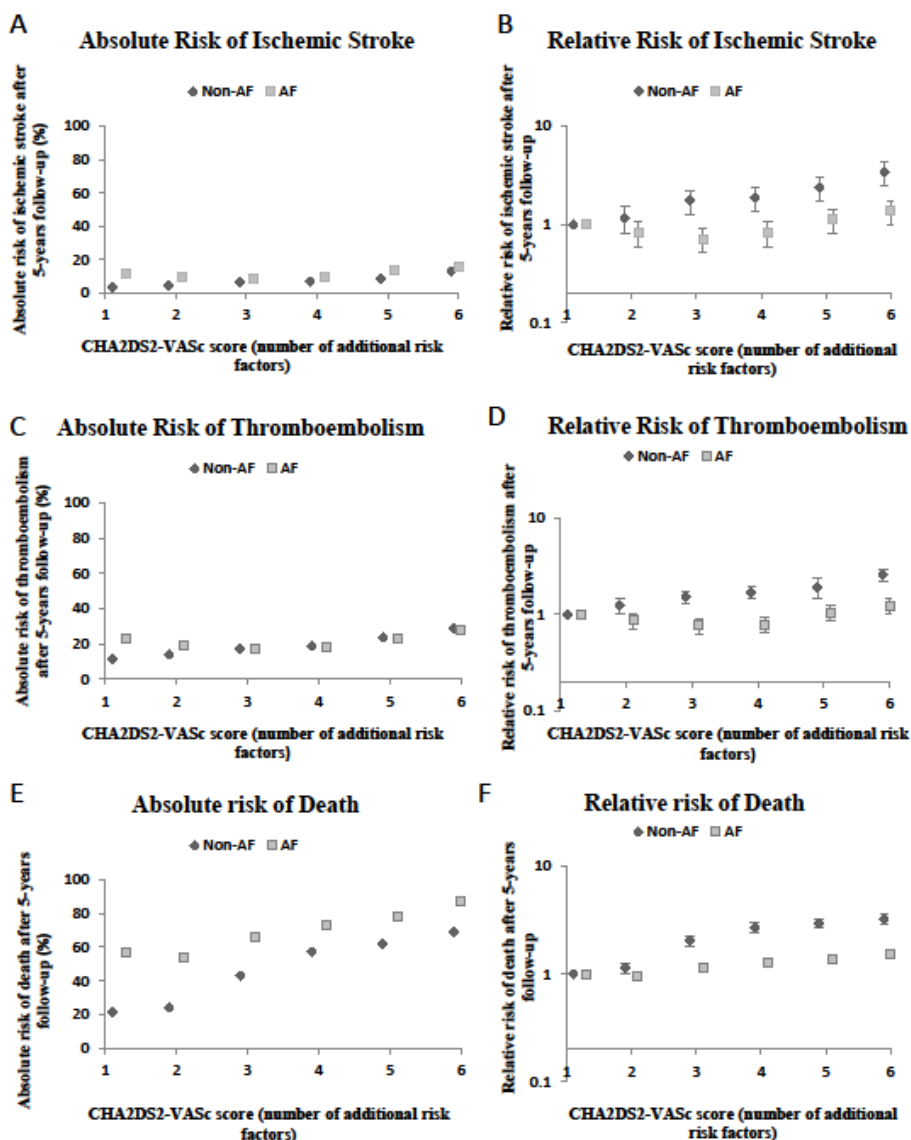 A
Absolute Risk of Ischemic Stroke
Non-AF AF
Absolute risk of ischemic stroke after
5-years follow-up (%)
100
80
60
40
20
0
1 2 3 4 5 6
CHA2DS2-VASc score (number of additional risk
factors)
B
Relative Risk of Ischemic Stroke
Non-AF AF
Relative risk of ischemic stroke after
5-years follow-up
10
1
0.1
1 2 3 4 5 6
CHA2DS2-VASc score (number of additional
risk factors)
C
Absolute Risk of Thromboembolism
Non-AF AF
Absolute risk of thromboembolism
after 5-years follow-up (%)
100
80
60
40
20
0
1 2 3 4 5 6
CHA2DS2-VASc score (number of additional risk
factors)
D
Relative Risk of Thromboembolism
Non-AF AF
Relative risk of thromboembolism after
5-years follow-up
10
1
0.1
1 2 3 4 5 6
CHA2DS2-VASc score (number of additional risk
factors)
E
Absolute risk of Death
Non-AF AF
Absolute risk of death after 5-years
follow-up (%)
100
80
60
40
20
0
1 2 3 4 5 6
CHA2DS2-VASc score (number of additional risk
factors)
F
Relative risk of Death
Non-AF AF
Relative risk of death after 5-years
follow-up
10
1
0.1
1 2 3 4 5 6
CHA2DS2-VASc score (number of additional
risk factors)